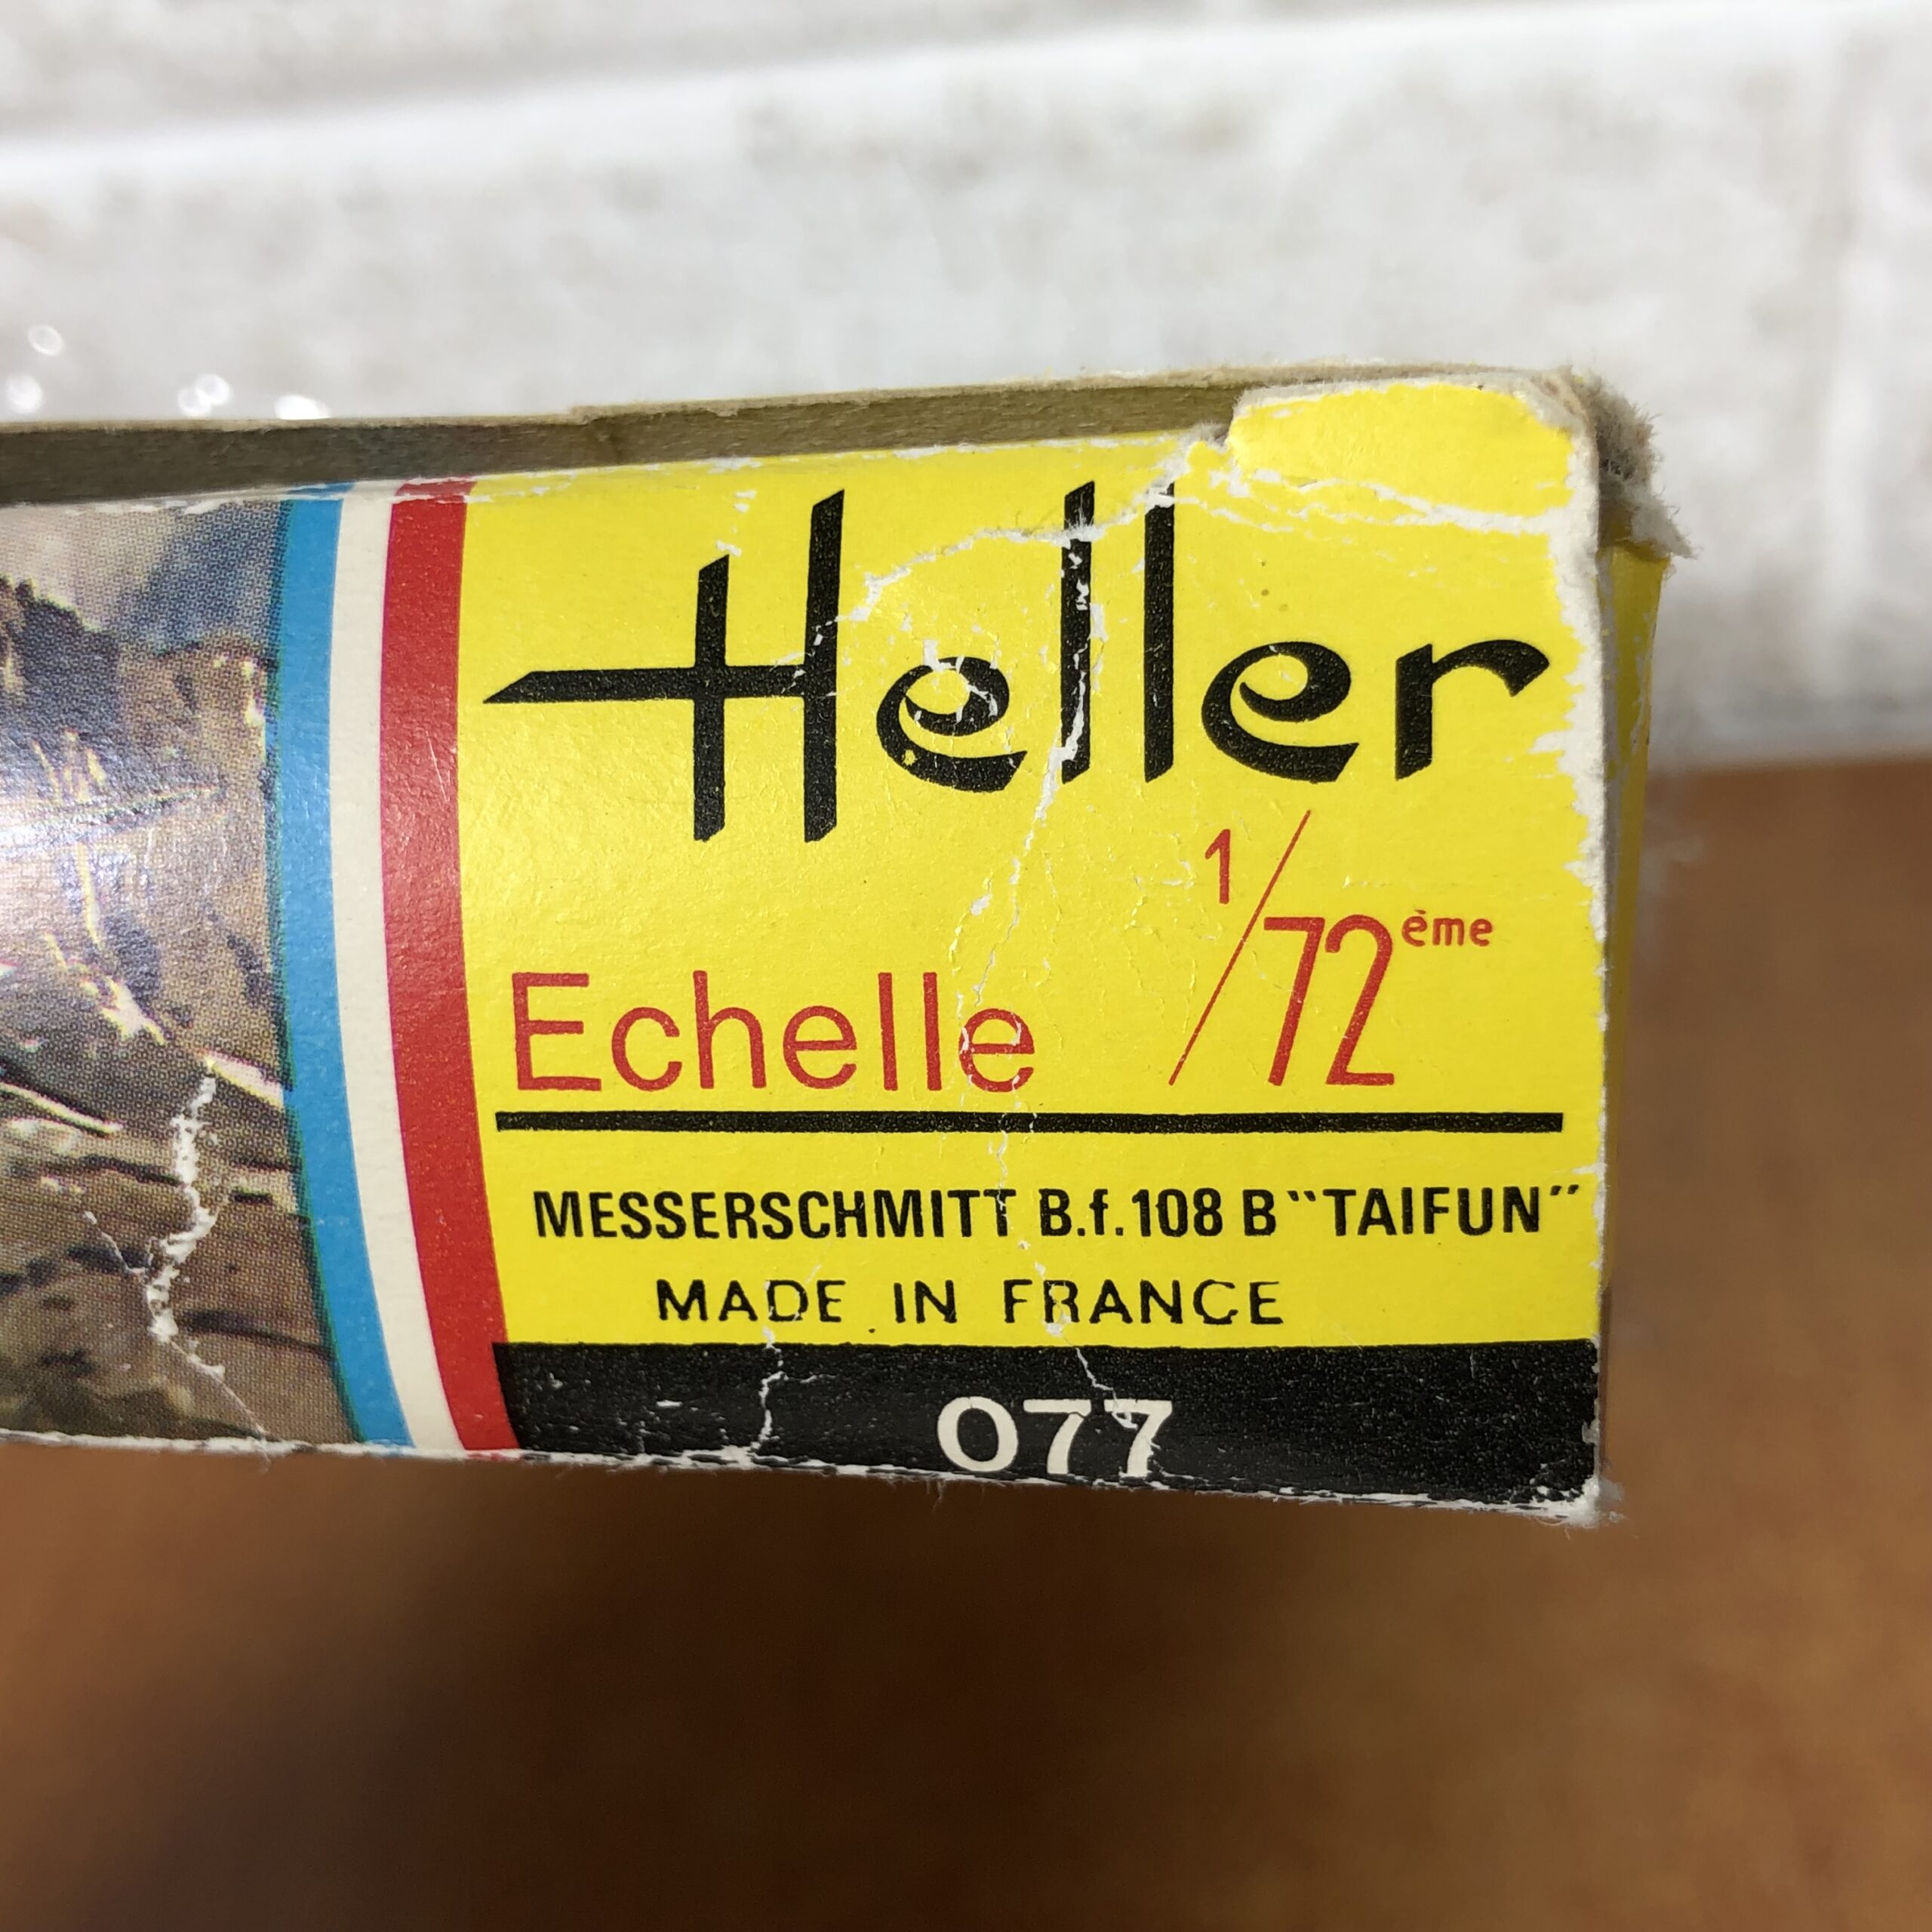 Heller
Echelle 1/72ème
MESSERSCHMITT B.f.108 B "TAIFUN"
MADE IN FRANCE
077